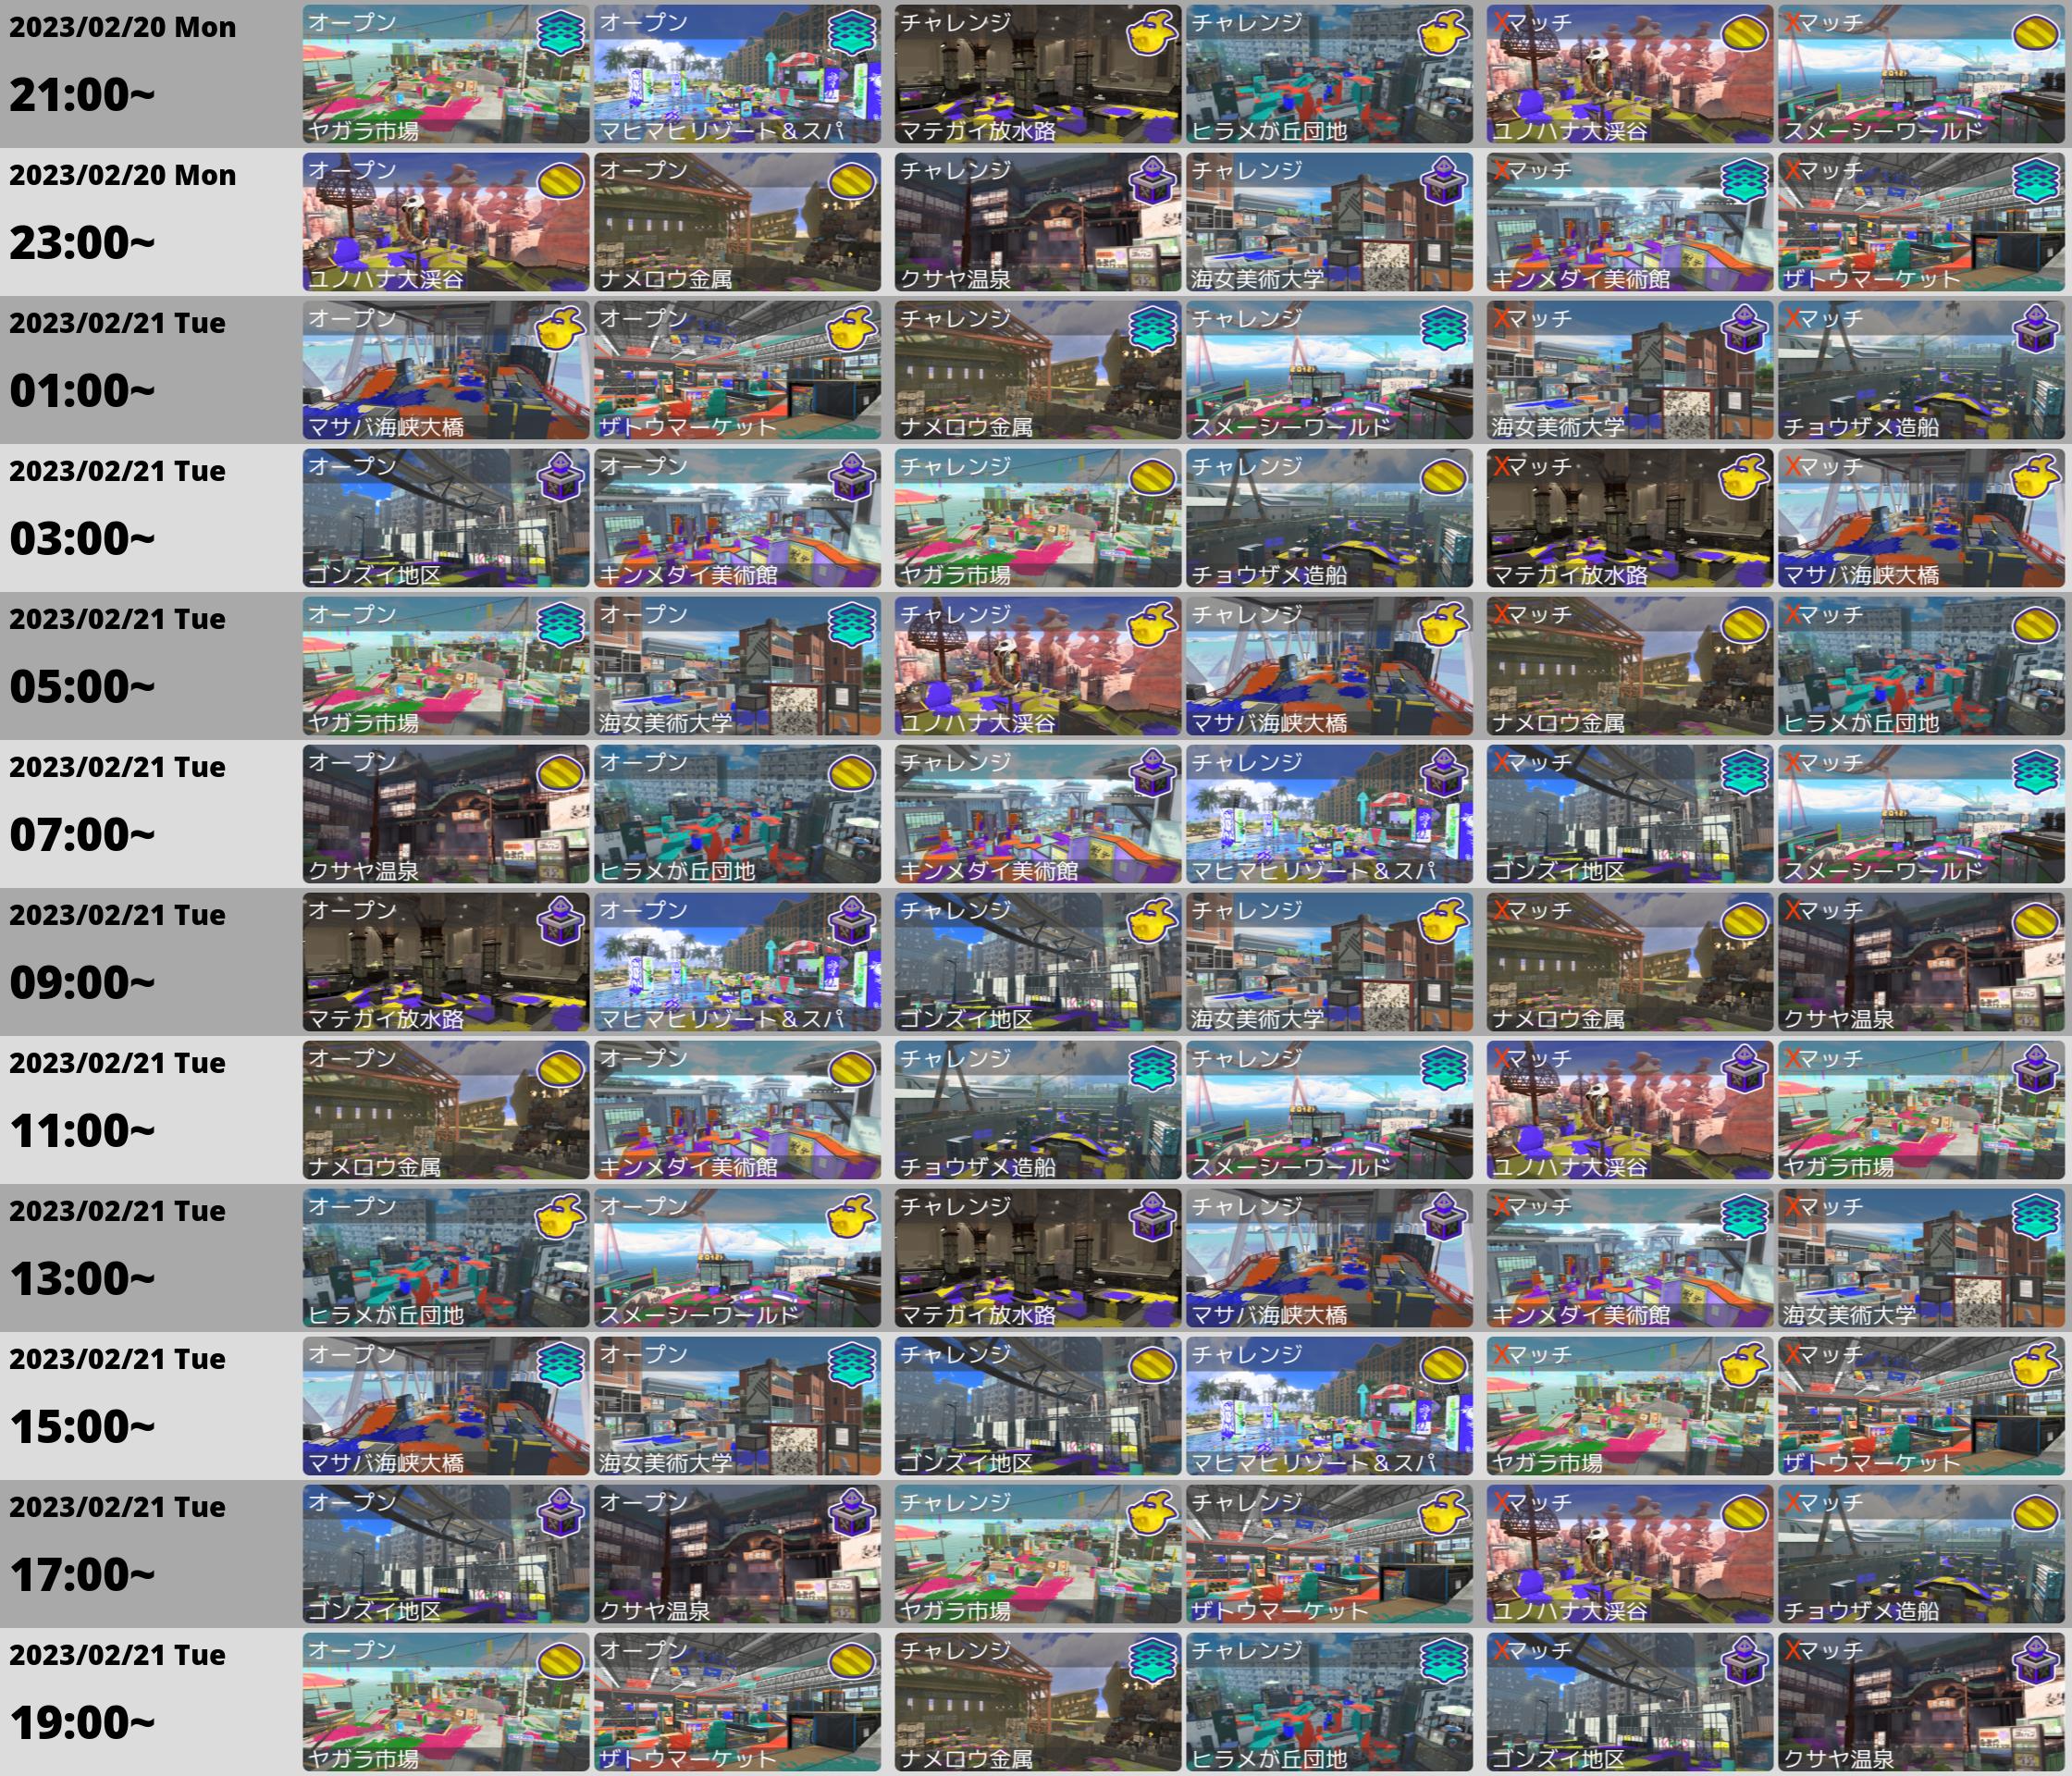 2023/02/20 Mon
21:00~
オープン
ヤガラ市場
オープン
マヒマヒリゾート＆スパ
チャレンジ
マテガイ放水路
チャレンジ
ヒラメが丘団地
Xマッチ
ユノハナ大渓谷
Xマッチ
スメーシーワールド
2023/02/20 Mon
23:00~
オープン
ユノハナ大渓谷
オープン
ナメロウ金属
チャレンジ
クサヤ温泉
チャレンジ
海女美術大学
Xマッチ
キンメダイ美術館
Xマッチ
ザトウマーケット
2023/02/21 Tue
01:00~
オープン
マサバ海峡大橋
オープン
ザトウマーケット
チャレンジ
ナメロウ金属
チャレンジ
スメーシーワールド
Xマッチ
海女美術大学
Xマッチ
チョウザメ造船
2023/02/21 Tue
03:00~
オープン
ゴンズイ地区
オープン
キンメダイ美術館
チャレンジ
ヤガラ市場
チャレンジ
チョウザメ造船
Xマッチ
マテガイ放水路
Xマッチ
マサバ海峡大橋
2023/02/21 Tue
05:00~
オープン
ヤガラ市場
オープン
海女美術大学
チャレンジ
ユノハナ大渓谷
チャレンジ
マサバ海峡大橋
Xマッチ
ナメロウ金属
Xマッチ
ヒラメが丘団地
2023/02/21 Tue
07:00~
オープン
クサヤ温泉
オープン
ヒラメが丘団地
チャレンジ
キンメダイ美術館
チャレンジ
マヒマヒリゾート＆スパ
Xマッチ
ゴンズイ地区
Xマッチ
スメーシーワールド
2023/02/21 Tue
09:00~
オープン
マテガイ放水路
オープン
マヒマヒリゾート＆スパ
チャレンジ
ゴンズイ地区
チャレンジ
海女美術大学
Xマッチ
ナメロウ金属
Xマッチ
クサヤ温泉
2023/02/21 Tue
11:00~
オープン
ナメロウ金属
オープン
キンメダイ美術館
チャレンジ
チョウザメ造船
チャレンジ
スメーシーワールド
Xマッチ
ユノハナ大渓谷
Xマッチ
ヤガラ市場
2023/02/21 Tue
13:00~
オープン
ヒラメが丘団地
オープン
スメーシーワールド
チャレンジ
マテガイ放水路
チャレンジ
マサバ海峡大橋
Xマッチ
キンメダイ美術館
Xマッチ
海女美術大学
2023/02/21 Tue
15:00~
オープン
マサバ海峡大橋
オープン
海女美術大学
チャレンジ
ゴンズイ地区
チャレンジ
マヒマヒリゾート＆スパ
Xマッチ
ヤガラ市場
Xマッチ
ザトウマーケット
2023/02/21 Tue
17:00~
オープン
ゴンズイ地区
オープン
クサヤ温泉
チャレンジ
ヤガラ市場
チャレンジ
ザトウマーケット
Xマッチ
ユノハナ大渓谷
Xマッチ
チョウザメ造船
2023/02/21 Tue
19:00~
オープン
ヤガラ市場
オープン
ザトウマーケット
チャレンジ
ナメロウ金属
チャレンジ
ヒラメが丘団地
Xマッチ
ゴンズイ地区
Xマッチ
クサヤ温泉